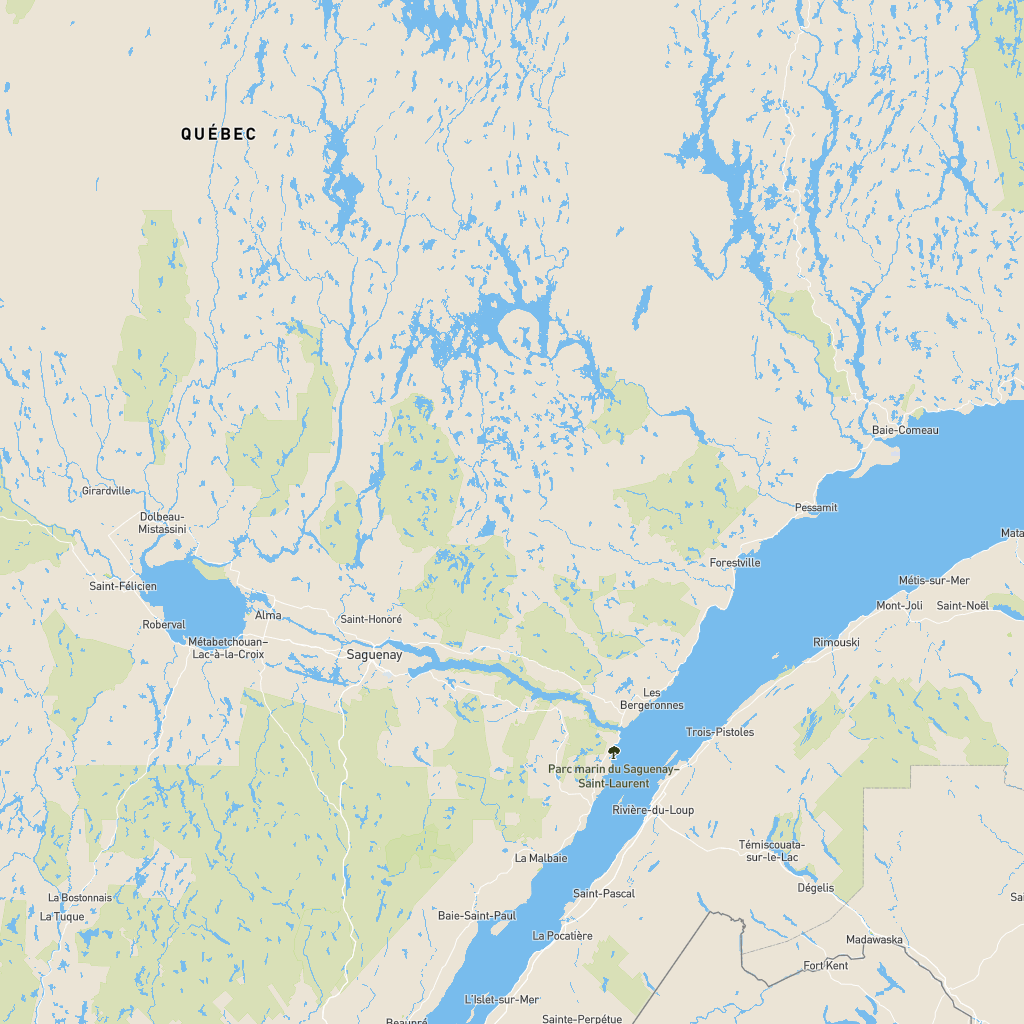 QUÉBEC
Baie-Comeau
Girardville
Dolbeau-
Mistassini
Pessamit
Mata
Forestville
Saint-Félicien
Métis-sur-Mer
Alma
Saint-Honoré
Mont-Joli
Saint-Noël
Roberval
Métabetchouan–
Lac-à-la-Croix
Saguenay
Rimouski
Les
Bergeronnes
Trois-Pistoles
Parc marin du Saguenay–
Saint-Laurent
Rivière-du-Loup
Témiscouata-
sur-le-Lac
La Malbaie
Dégelis
Saint-Pascal
La Bostonnais
Sai
La Tuque
Baie-Saint-Paul
La Pocatière
Madawaska
Fort Kent
L'Islet-sur-Mer
Beaupré
Sainte-Perpétue